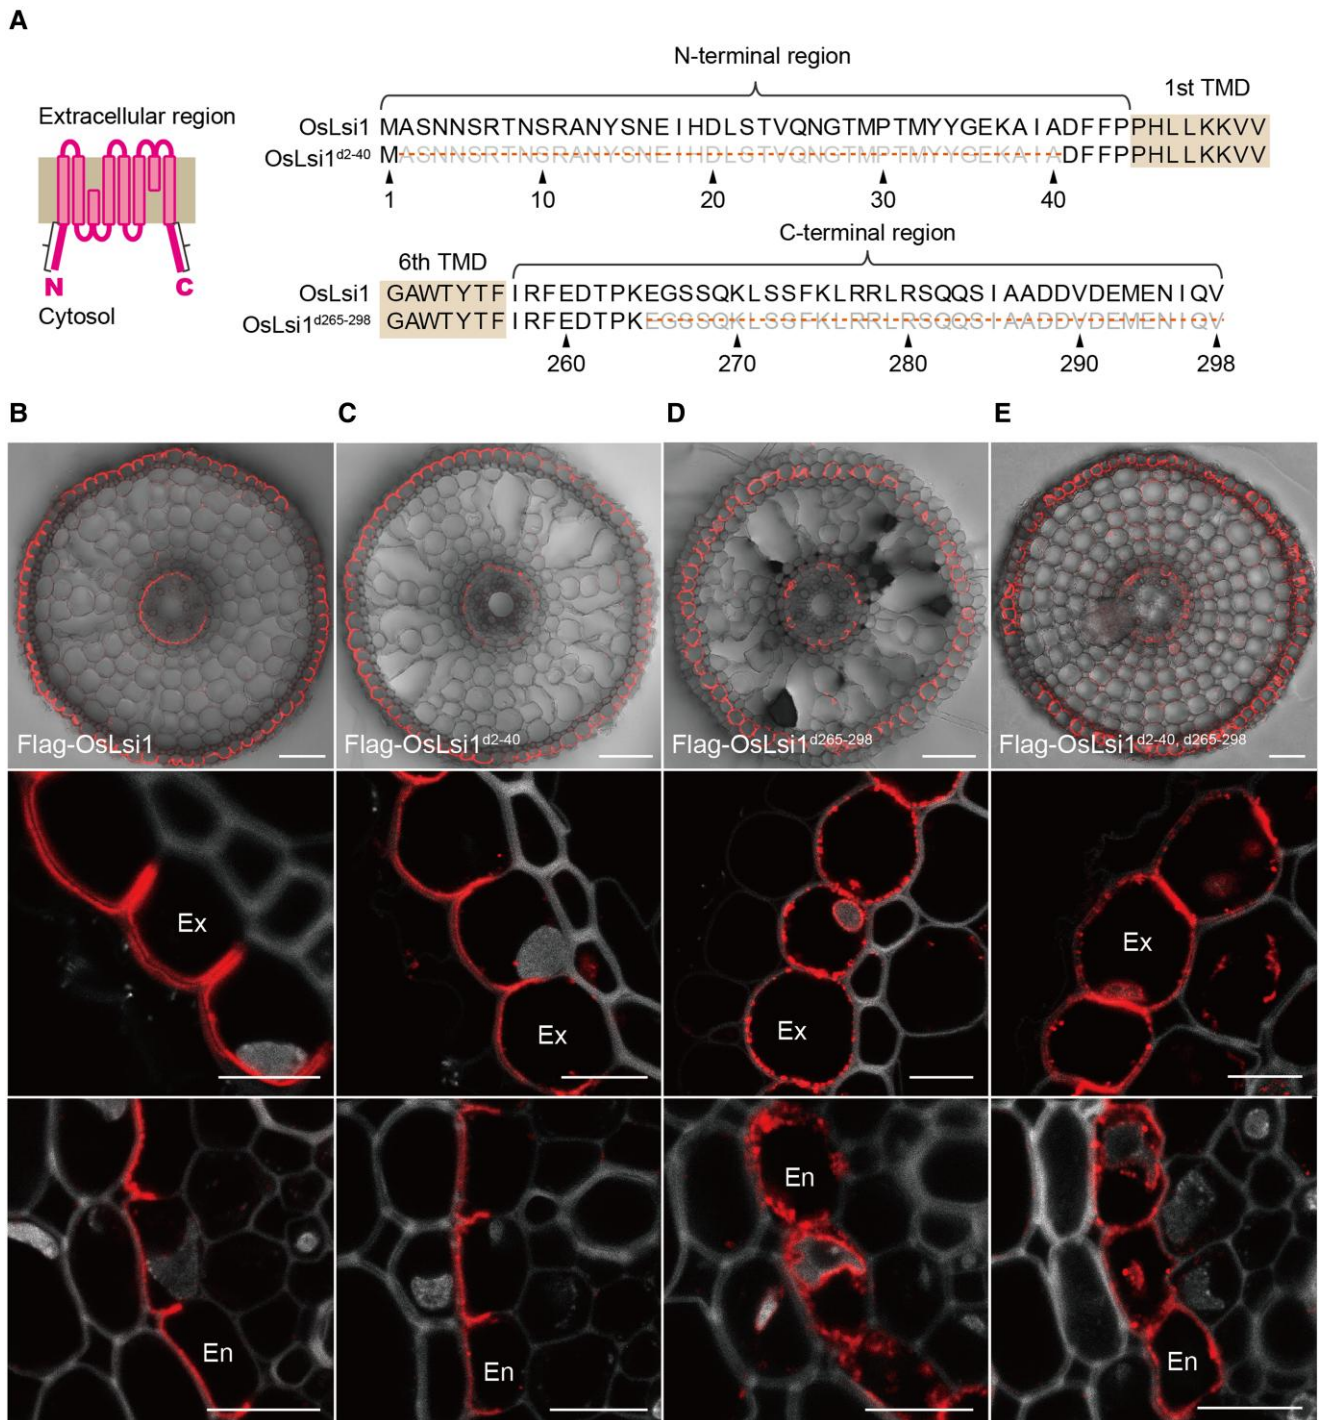 A
N-terminal region
1st TMD
Extracellular region
OsLsi1 MASNNSRTNSRANYSNEIHDLSTVQNGTMPTMYYGEKAIADFFPPHLLKKVV
OsLsi1d2-40 MASNNSRTNSRANYSNEIHDLSTVQNGTMPTMYYGEKAIADFFPPHLLKKVV
1 10 20 30 40
C-terminal region
6th TMD
OsLsi1 GAWTYTFIRFEDTPKEGSSQKLSSFKLRRLRSQQSIAADDVDEMENIQV
OsLsi1d265-298 GAWTYTFIRFEDTPKEGSSQKLSSFKLRRLRSQQSIAADDVDEMENIQV
260 270 280 290 298
N C
Cytosol
B C D E
Flag-OsLsi1 Flag-OsLsi1d2-40 Flag-OsLsi1d265-298 Flag-OsLsi1d2-40, d265-298
Ex Ex Ex Ex
En En En En